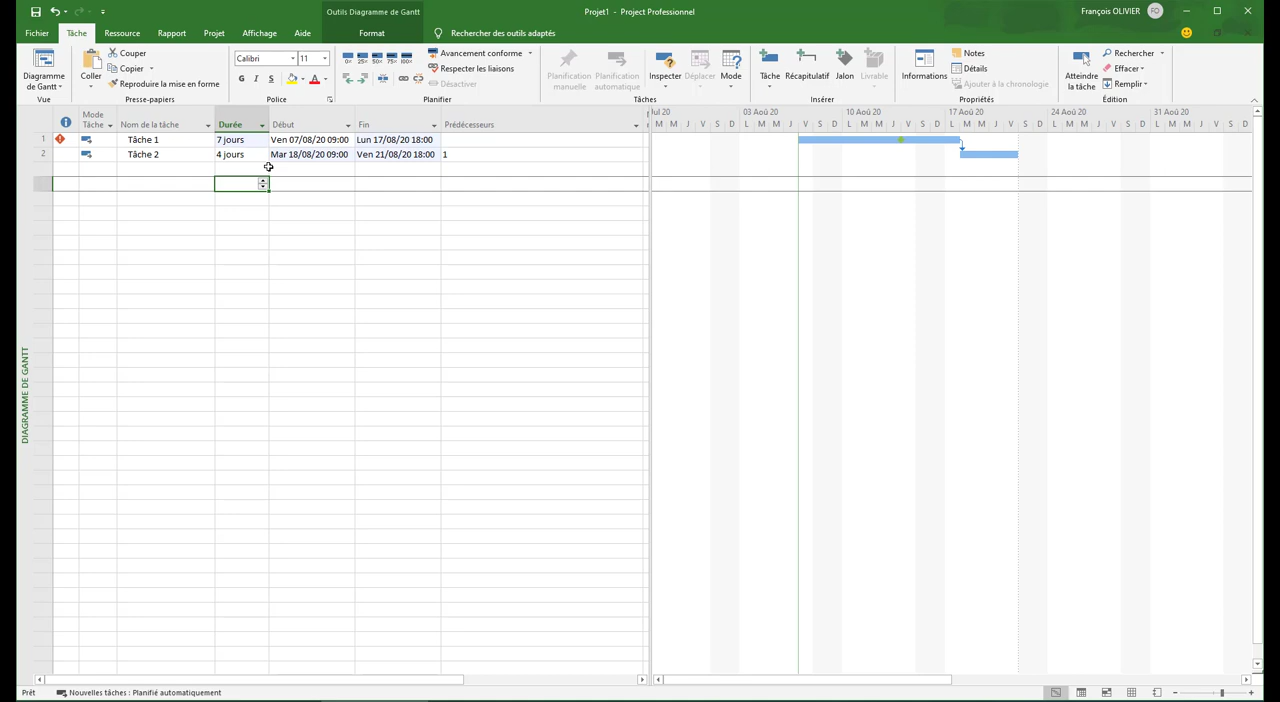 Outils Diagramme de Gantt
Projet1 - Project Professionnel
François OLIVIER FO
Fichier Tâche Ressource Rapport Projet Affichage Aide Format Rechercher des outils adaptés
Diagramme de Gantt
Vue
Coller
Couper
Copier
Reproduire la mise en forme
Presse-papiers
Calibri 11
G I S A
Police
0% 25% 50% 75% 100%
Avancement conforme
Respecter les liaisons
Désactiver
Planifier
Planification manuelle
Planification automatique
Inspecter
Déplacer
Mode
Tâches
Tâche
Récapitulatif
Jalon
Livrable
Insérer
Informations
Notes
Détails
Ajouter à la chronologie
Propriétés
Atteindre la tâche
Rechercher
Effacer
Remplir
Édition
Mode Tâche Nom de la tâche Durée Début Fin Prédécesseurs
1 Tâche 1 7 jours Ven 07/08/20 09:00 Lun 17/08/20 18:00
2 Tâche 2 4 jours Mar 18/08/20 09:00 Ven 21/08/20 18:00 1
03 Aoû 20 10 Aoû 20 17 Aoû 20 24 Aoû 20 31 Aoû 20
M M J V S D L M M J V S D L M M J V S D L M M J V S D L M M J V S D L M M J V S D
DIAGRAMME DE GANTT
Prêt Nouvelles tâches : Planifié automatiquement